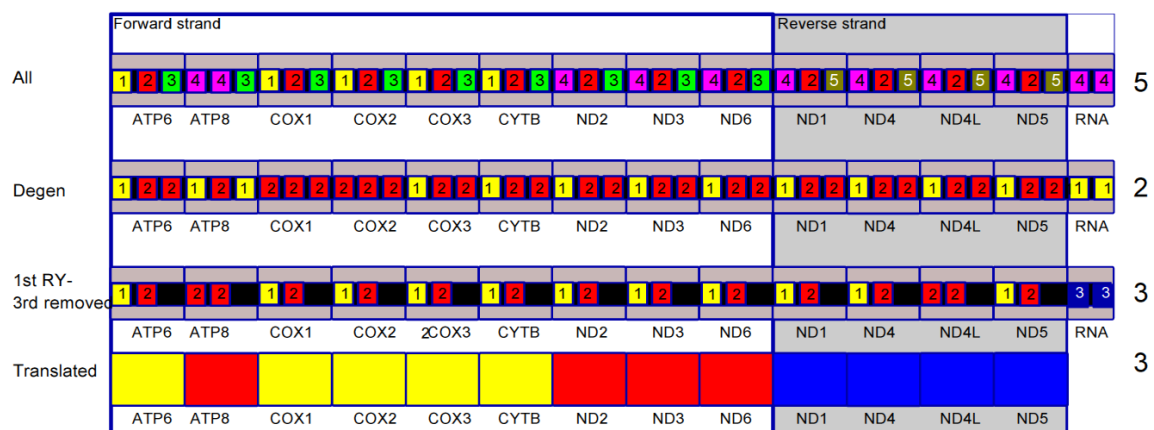 Forward strand Reverse strand
All 1 2 3 4 4 3 1 2 3 1 2 3 1 2 3 1 2 3 4 2 3 4 2 3 4 2 3 4 2 5 4 2 5 4 2 5 4 2 5 4 4 5
ATP6 ATP8 COX1 COX2 COX3 CYTB ND2 ND3 ND6 ND1 ND4 ND4L ND5 RNA
Degen 1 2 2 1 2 1 2 2 2 2 2 2 1 2 2 1 2 2 1 2 2 1 2 2 1 2 2 1 2 2 1 2 2 1 2 2 1 2 2 1 1 2
ATP6 ATP8 COX1 COX2 COX3 CYTB ND2 ND3 ND6 ND1 ND4 ND4L ND5 RNA
1st RY-
3rd removed 1 2 2 2 1 2 1 2 1 2 1 2 1 2 1 2 1 2 1 2 1 2 2 2 1 2 3 3 3
ATP6 ATP8 COX1 COX2 2COX3 CYTB ND2 ND3 ND6 ND1 ND4 ND4L ND5 RNA
Translated 3
ATP6 ATP8 COX1 COX2 COX3 CYTB ND2 ND3 ND6 ND1 ND4 ND4L ND5